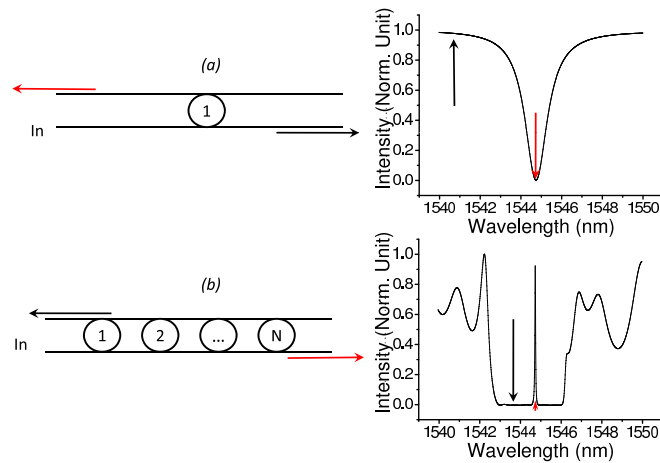 (a)
1
In
Intensity (Norm. Unit)
1.0
0.8
0.6
0.4
0.2
0.0
1540 1542 1544 1546 1548 1550
Wavelength (nm)
(b)
1 2 ... N
In
Intensity (Norm. Unit)
1.0
0.8
0.6
0.4
0.2
0.0
1540 1542 1544 1546 1548 1550
Wavelength (nm)